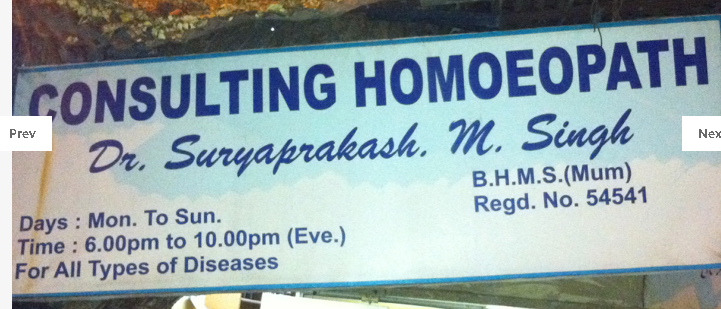 CONSULTING HOMOEOPATH
Dr. Suryaprakash. M. Singh
B.H.M.S.(Mum)
Regd. No. 54541
Days : Mon. To Sun.
Time : 6.00pm to 10.00pm (Eve.)
For All Types of Diseases
Prev
Nex